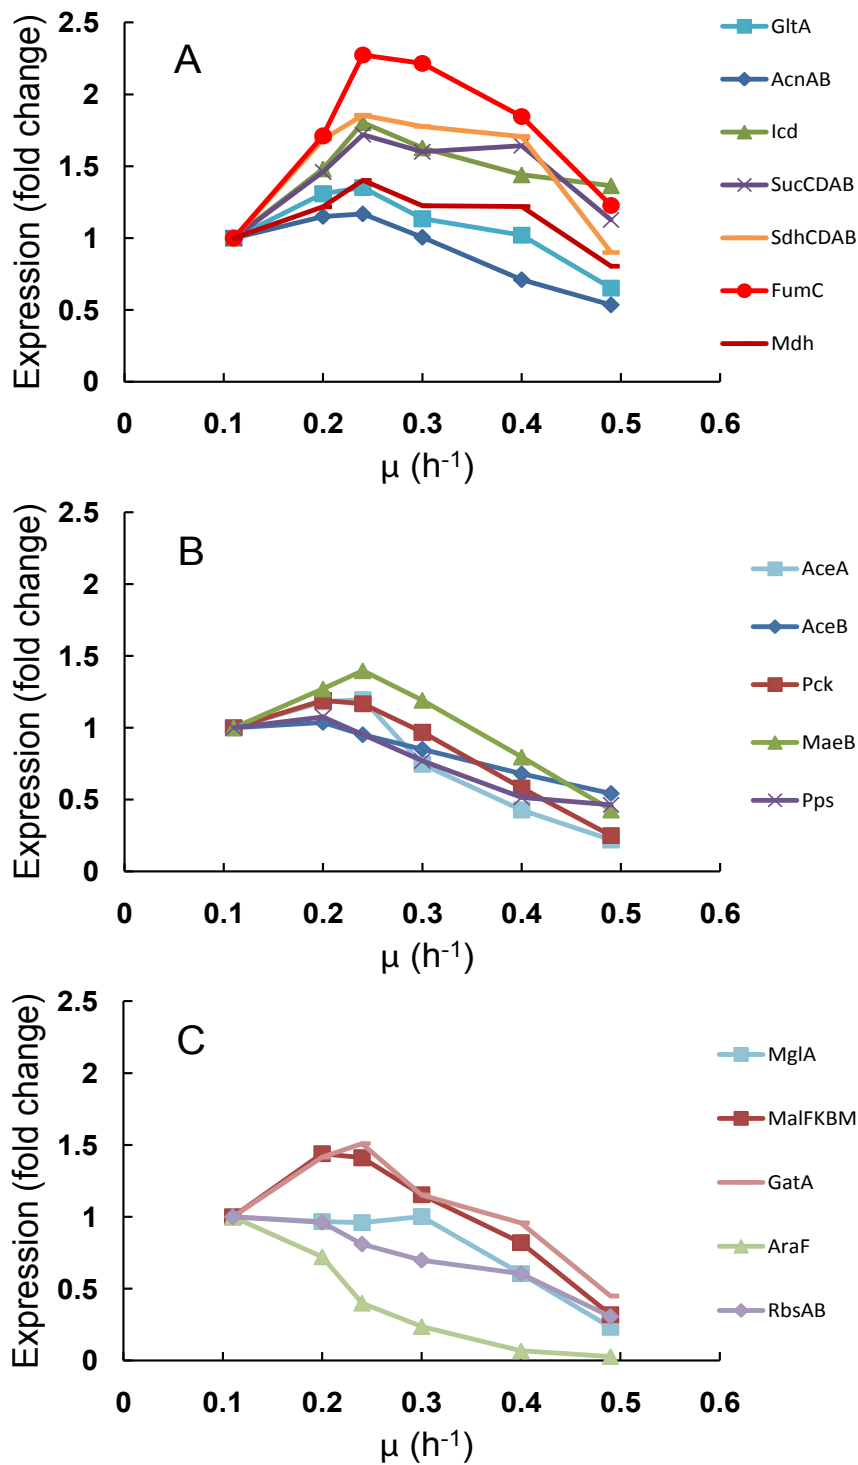 A
Expression (fold change)
2.5
2
1.5
1
0.5
0
0 0.1 0.2 0.3 0.4 0.5 0.6
μ (h⁻¹)
GltA
AcnAB
Icd
SucCDAB
SdhCDAB
FumC
Mdh
B
Expression (fold change)
2.5
2
1.5
1
0.5
0
0 0.1 0.2 0.3 0.4 0.5 0.6
μ (h⁻¹)
AceA
AceB
Pck
MaeB
Pps
C
Expression (fold change)
2.5
2
1.5
1
0.5
0
0 0.1 0.2 0.3 0.4 0.5 0.6
μ (h⁻¹)
MglA
MalFKBM
GatA
AraF
RbsAB